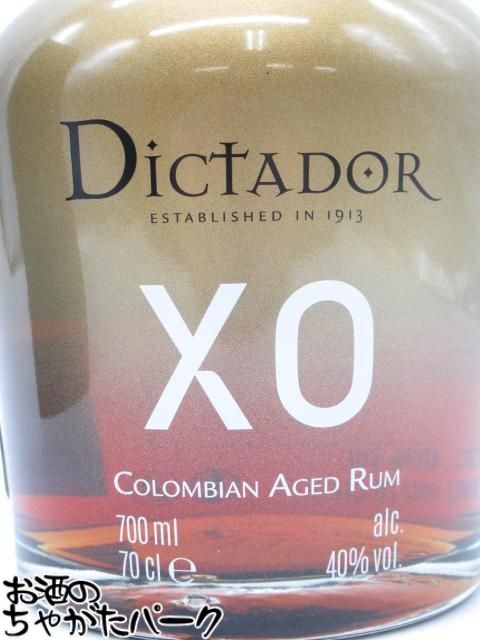 DICTADOR
ESTABLISHED IN 1913
XO
COLOMBIAN AGED RUM
700 ml alc.
70 cl ℮ 40% vol.
お酒の
ちゃがたパーク